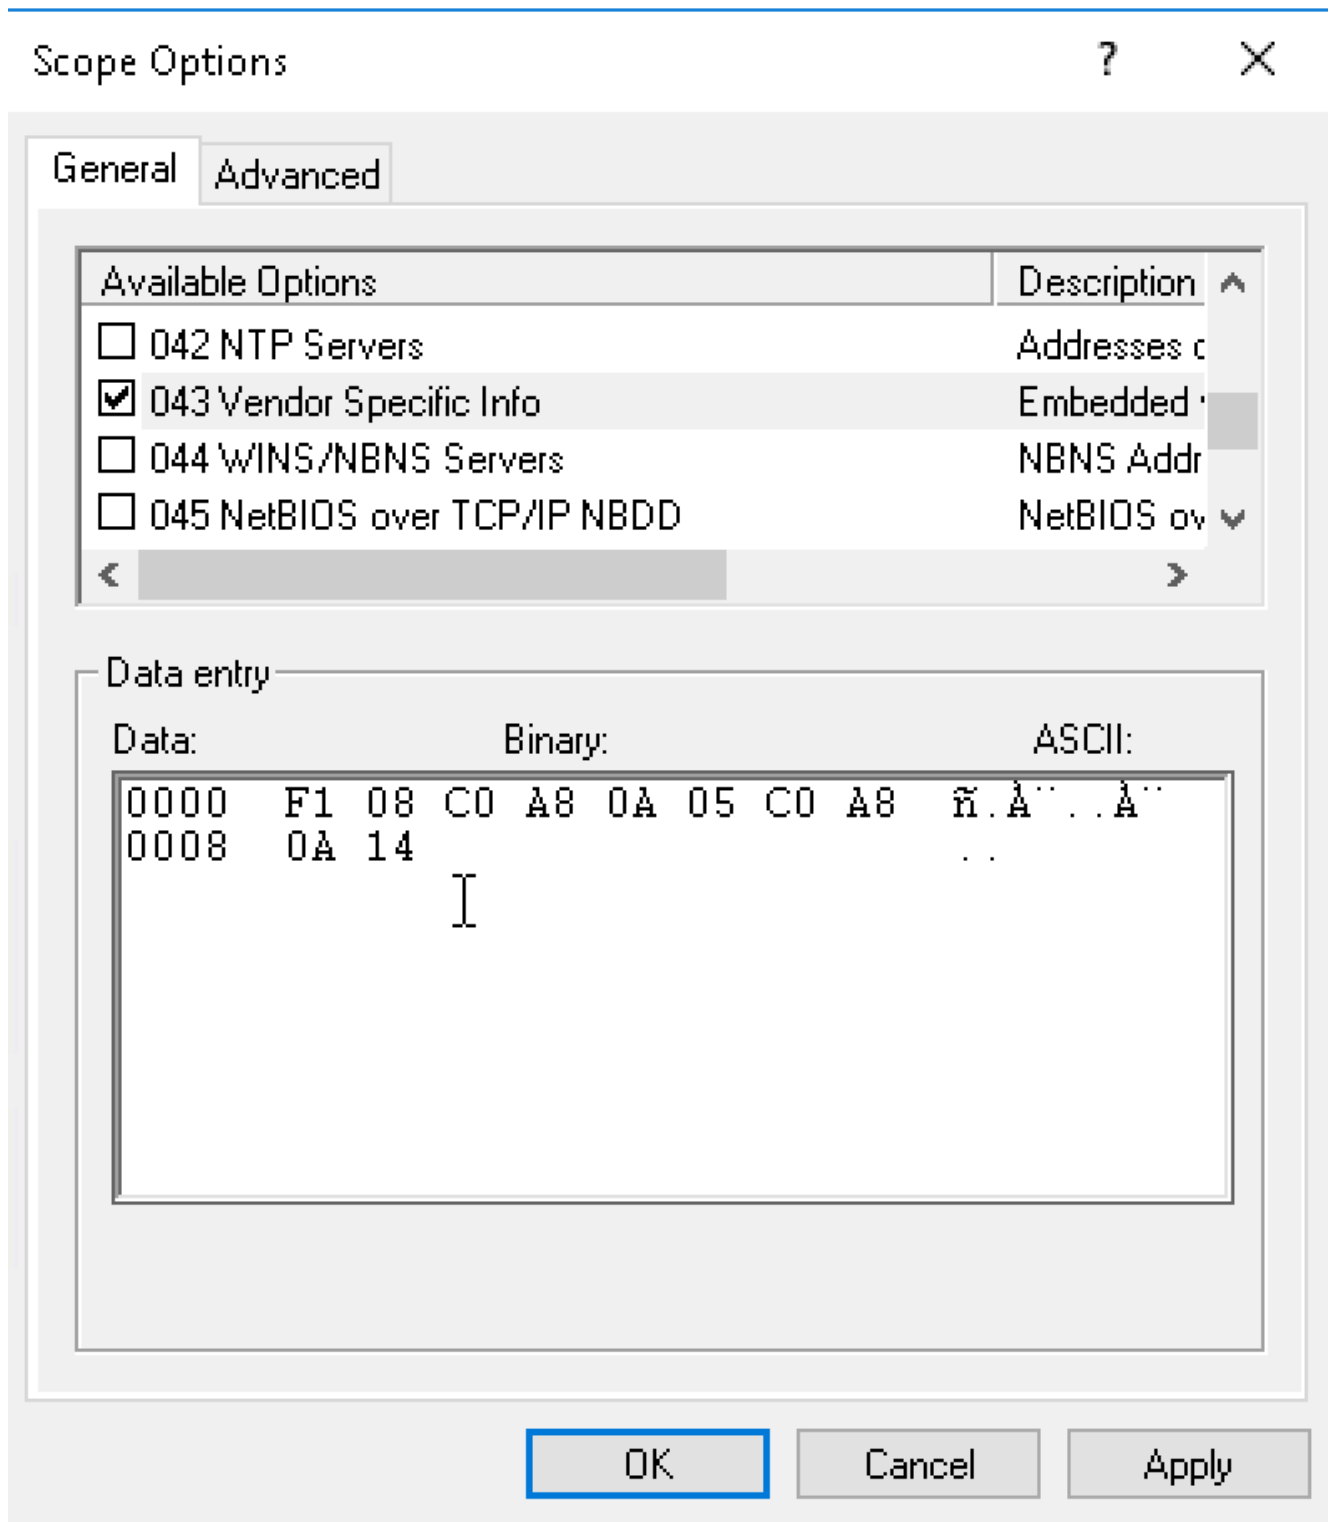 Scope Options
General
Advanced
Available Options Description
042 NTP Servers Addresses o
043 Vendor Specific Info Embedded
044 WINS/NBNS Servers NBNS Addr
045 NetBIOS over TCP/IP NBDD NetBIOS ov
Data entry
Data: Binary: ASCII:
0000 F1 08 C0 A8 0A 05 C0 A8 ñ.À¨..À¨
0008 0A 14 ..
OK Cancel Apply